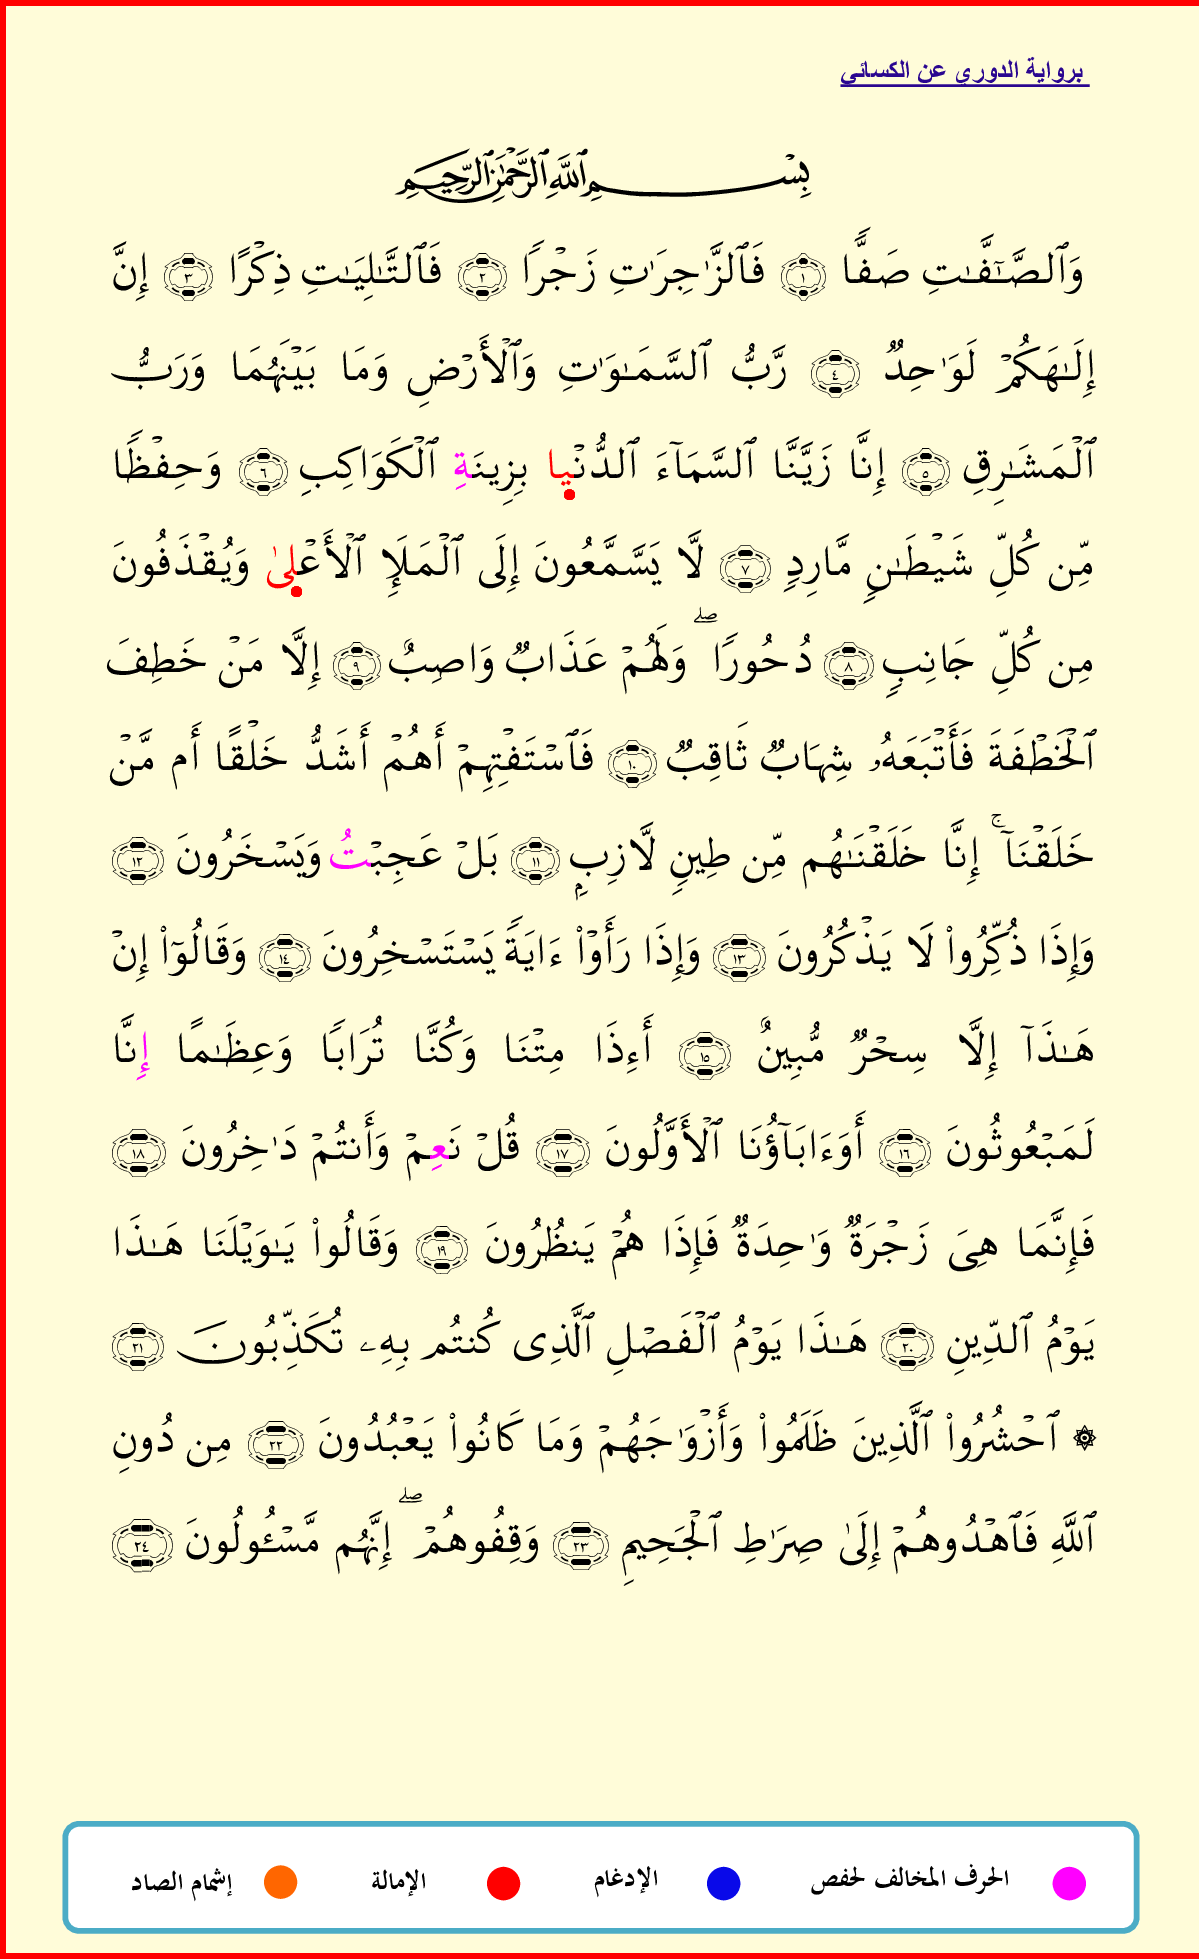 برواية الدوري عن الكسائي
بِسْمِ ٱللَّهِ ٱلرَّحْمَٰنِ ٱلرَّحِيمِ
وَٱلصَّٰٓفَّٰتِ صَفًّا ١ فَٱلزَّٰجِرَٰتِ زَجْرًا ٢ فَٱلتَّٰلِيَٰتِ ذِكْرًا ٣ إِنَّ
إِلَٰهَكُمْ لَوَٰحِدٌ ٤ رَّبُّ ٱلسَّمَٰوَٰتِ وَٱلْأَرْضِ وَمَا بَيْنَهُمَا وَرَبُّ
ٱلْمَشَٰرِقِ ٥ إِنَّا زَيَّنَّا ٱلسَّمَآءَ ٱلدُّنْيا بِزِينَةِ ٱلْكَوَاكِبِ ٦ وَحِفْظًا
مِّن كُلِّ شَيْطَٰنٍ مَّارِدٍ ٧ لَّا يَسَّمَّعُونَ إِلَى ٱلْمَلَإِ ٱلْأَعْلىٰ وَيُقْذَفُونَ
مِن كُلِّ جَانِبٍ ٨ دُحُورًا ۖ وَلَهُمْ عَذَابٌ وَاصِبٌ ٩ إِلَّا مَنْ خَطِفَ
ٱلْخَطْفَةَ فَأَتْبَعَهُۥ شِهَابٌ ثَاقِبٌ ١٠ فَٱسْتَفْتِهِمْ أَهُمْ أَشَدُّ خَلْقًا أَم مَّنْ
خَلَقْنَآ ۚ إِنَّا خَلَقْنَٰهُم مِّن طِينٍ لَّازِبٍۭ ١١ بَلْ عَجِبْتُ وَيَسْخَرُونَ ١٢
وَإِذَا ذُكِّرُوا۟ لَا يَذْكُرُونَ ١٣ وَإِذَا رَأَوْا۟ ءَايَةً يَسْتَسْخِرُونَ ١٤ وَقَالُوٓا۟ إِنْ
هَٰذَآ إِلَّا سِحْرٌ مُّبِينٌ ١٥ أَءِذَا مِتْنَا وَكُنَّا تُرَابًا وَعِظَٰمًا إِنَّا
لَمَبْعُوثُونَ ١٦ أَوَءَابَآؤُنَا ٱلْأَوَّلُونَ ١٧ قُلْ نَعِمْ وَأَنتُمْ دَٰخِرُونَ ١٨
فَإِنَّمَا هِىَ زَجْرَةٌ وَٰحِدَةٌ فَإِذَا هُمْ يَنظُرُونَ ١٩ وَقَالُوا۟ يَٰوَيْلَنَا هَٰذَا
يَوْمُ ٱلدِّينِ ٢٠ هَٰذَا يَوْمُ ٱلْفَصْلِ ٱلَّذِى كُنتُم بِهِۦ تُكَذِّبُونَ ٢١
۞ ٱحْشُرُوا۟ ٱلَّذِينَ ظَلَمُوا۟ وَأَزْوَٰجَهُمْ وَمَا كَانُوا۟ يَعْبُدُونَ ٢٢ مِن دُونِ
ٱللَّهِ فَٱهْدُوهُمْ إِلَىٰ صِرَٰطِ ٱلْجَحِيمِ ٢٣ وَقِفُوهُمْ ۖ إِنَّهُم مَّسْـُٔولُونَ ٢٤
الحرف المخالف لحفص الإدغام الإمالة إشمام الصاد